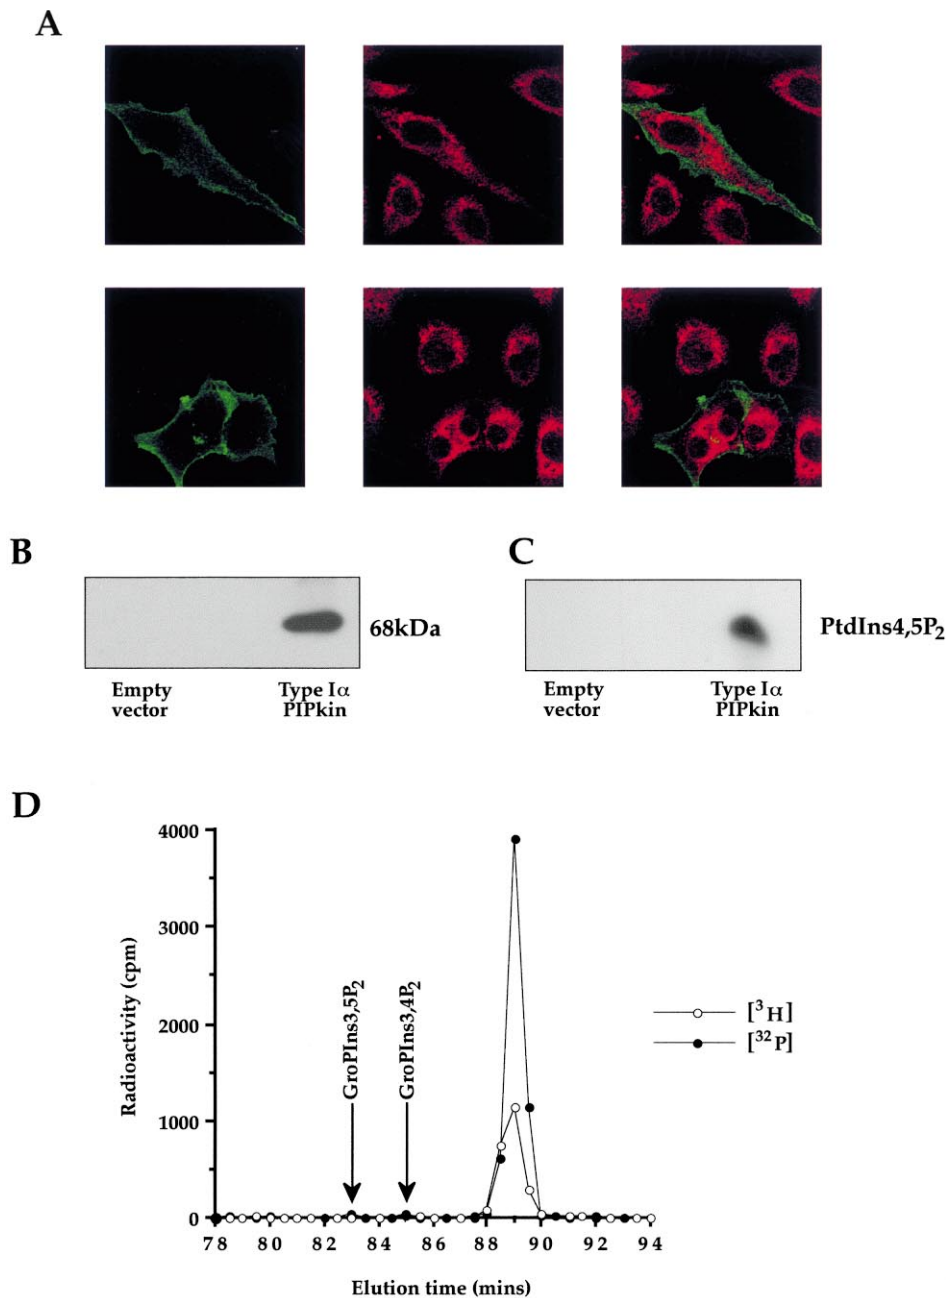 A
B
68kDa
Empty
vector
Type Iα
PIPkin
C
PtdIns4,5P₂
Empty
vector
Type Iα
PIPkin
D
Radioactivity (cpm)
4000
3000
2000
1000
0
GroPIns3,5P₂
GroPIns3,4P₂
[³H]
[³²P]
78 80 82 84 86 88 90 92 94
Elution time (mins)